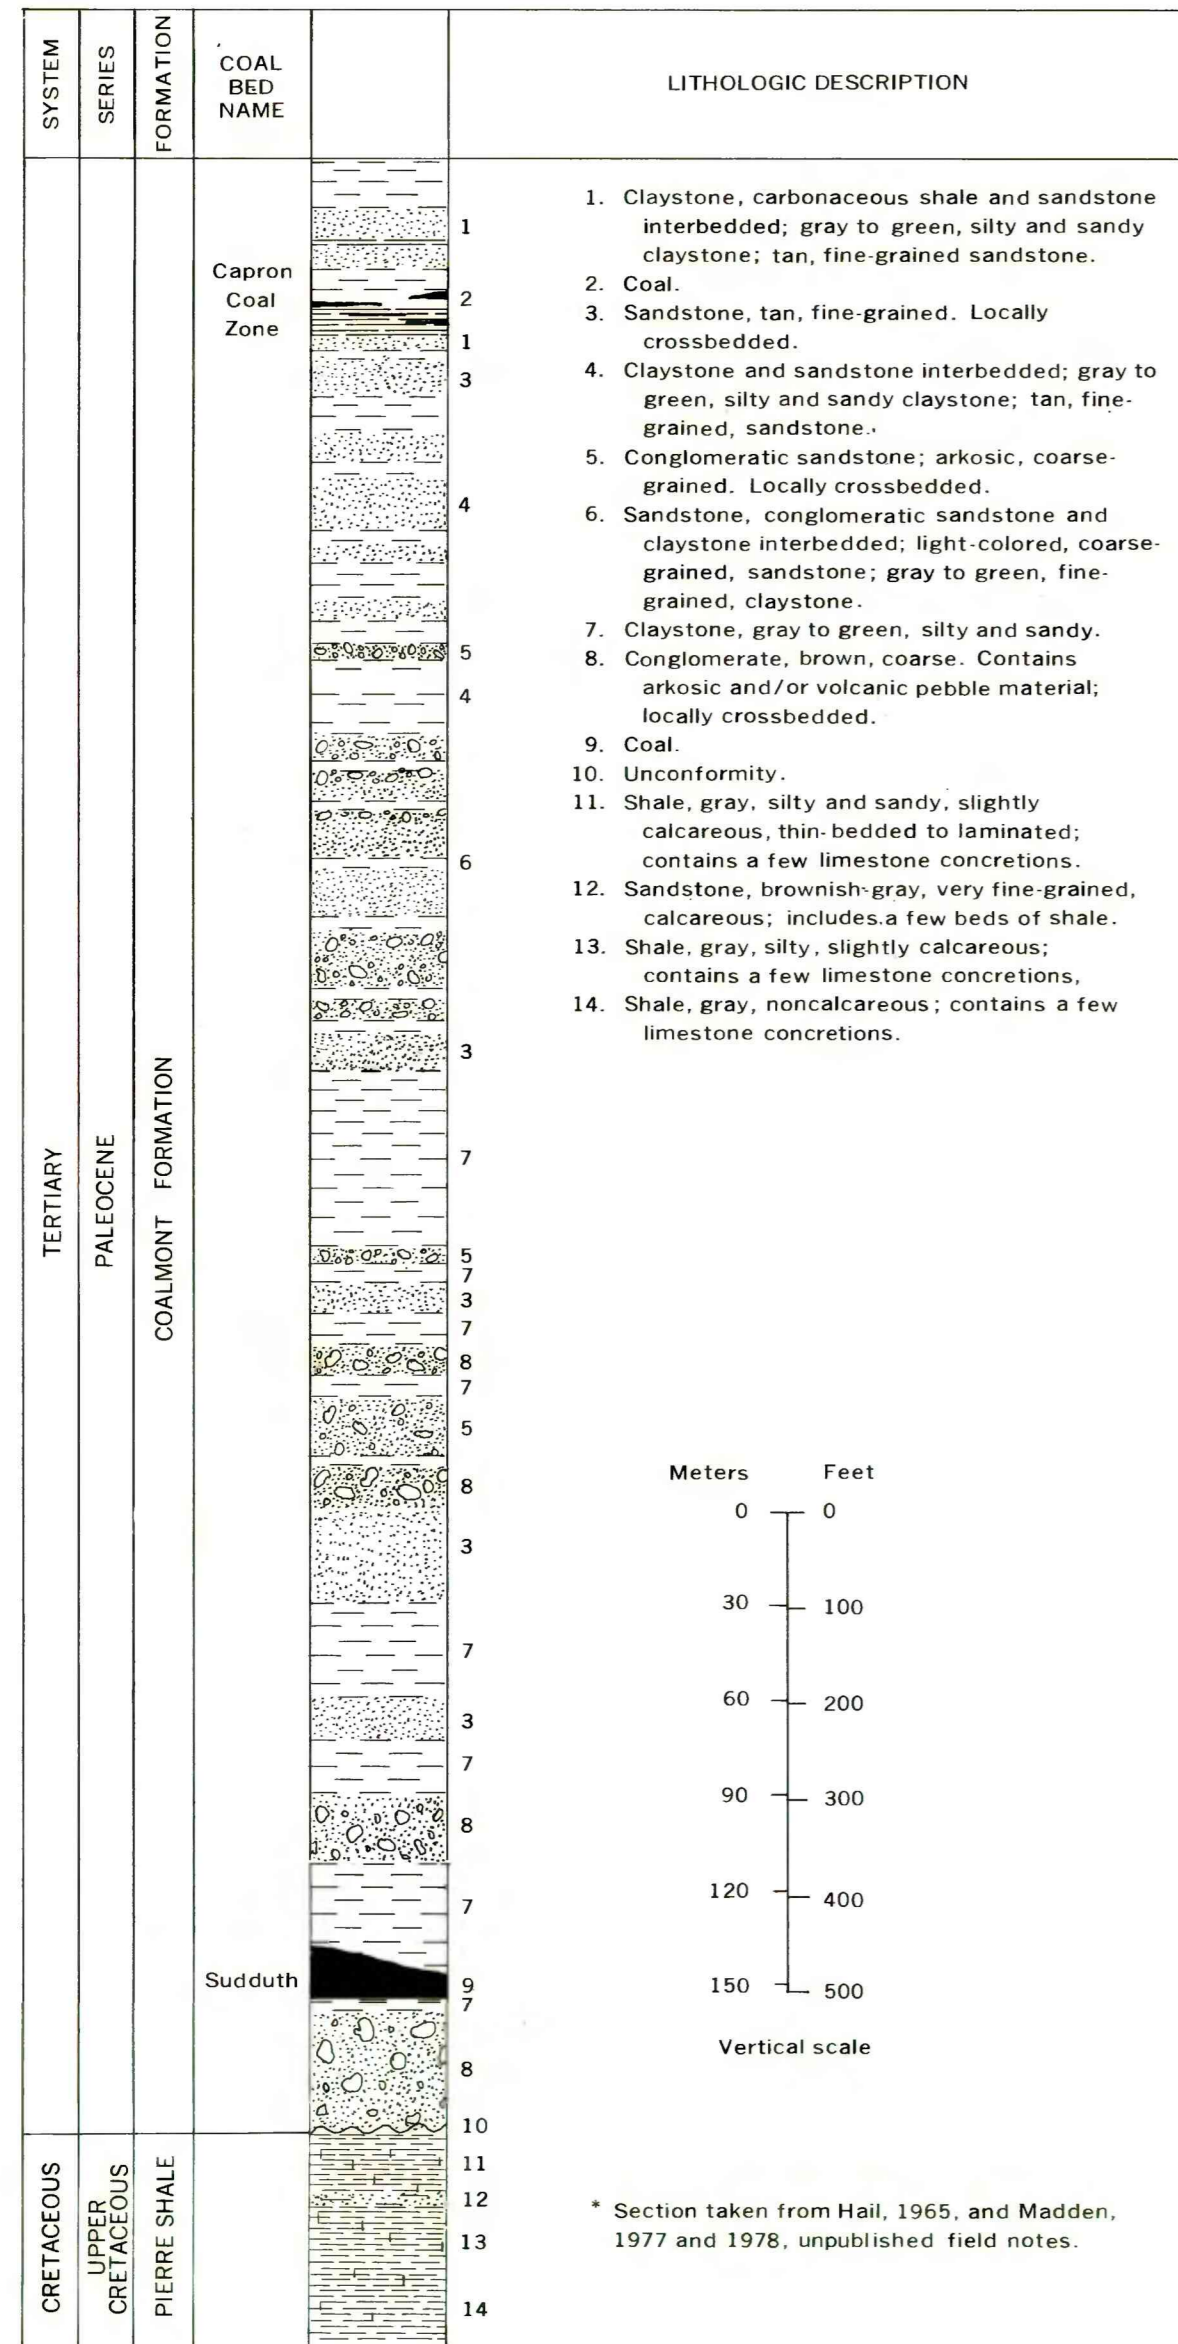 SYSTEM
SERIES
FORMATION
COAL
BED
NAME
LITHOLOGIC DESCRIPTION
TERTIARY
PALEOCENE
COALMONT FORMATION
CRETACEOUS
UPPER
CRETACEOUS
PIERRE SHALE
Capron
Coal
Zone
Sudduth
1
2
1
3
4
5
4
6
3
7
5
7
3
7
8
7
5
8
3
7
3
7
8
7
9
7
8
10
11
12
13
14
1. Claystone, carbonaceous shale and sandstone
interbedded; gray to green, silty and sandy
claystone; tan, fine-grained sandstone.
2. Coal.
3. Sandstone, tan, fine-grained. Locally
crossbedded.
4. Claystone and sandstone interbedded; gray to
green, silty and sandy claystone; tan, fine-
grained, sandstone.
5. Conglomeratic sandstone; arkosic, coarse-
grained. Locally crossbedded.
6. Sandstone, conglomeratic sandstone and
claystone interbedded; light-colored, coarse-
grained, sandstone; gray to green, fine-
grained, claystone.
7. Claystone, gray to green, silty and sandy.
8. Conglomerate, brown, coarse. Contains
arkosic and/or volcanic pebble material;
locally crossbedded.
9. Coal.
10. Unconformity.
11. Shale, gray, silty and sandy, slightly
calcareous, thin-bedded to laminated;
contains a few limestone concretions.
12. Sandstone, brownish-gray, very fine-grained,
calcareous; includes.a few beds of shale.
13. Shale, gray, silty, slightly calcareous;
contains a few limestone concretions,
14. Shale, gray, noncalcareous; contains a few
limestone concretions.
Meters Feet
0 0
30 100
60 200
90 300
120 400
150 500
Vertical scale
* Section taken from Hail, 1965, and Madden,
1977 and 1978, unpublished field notes.